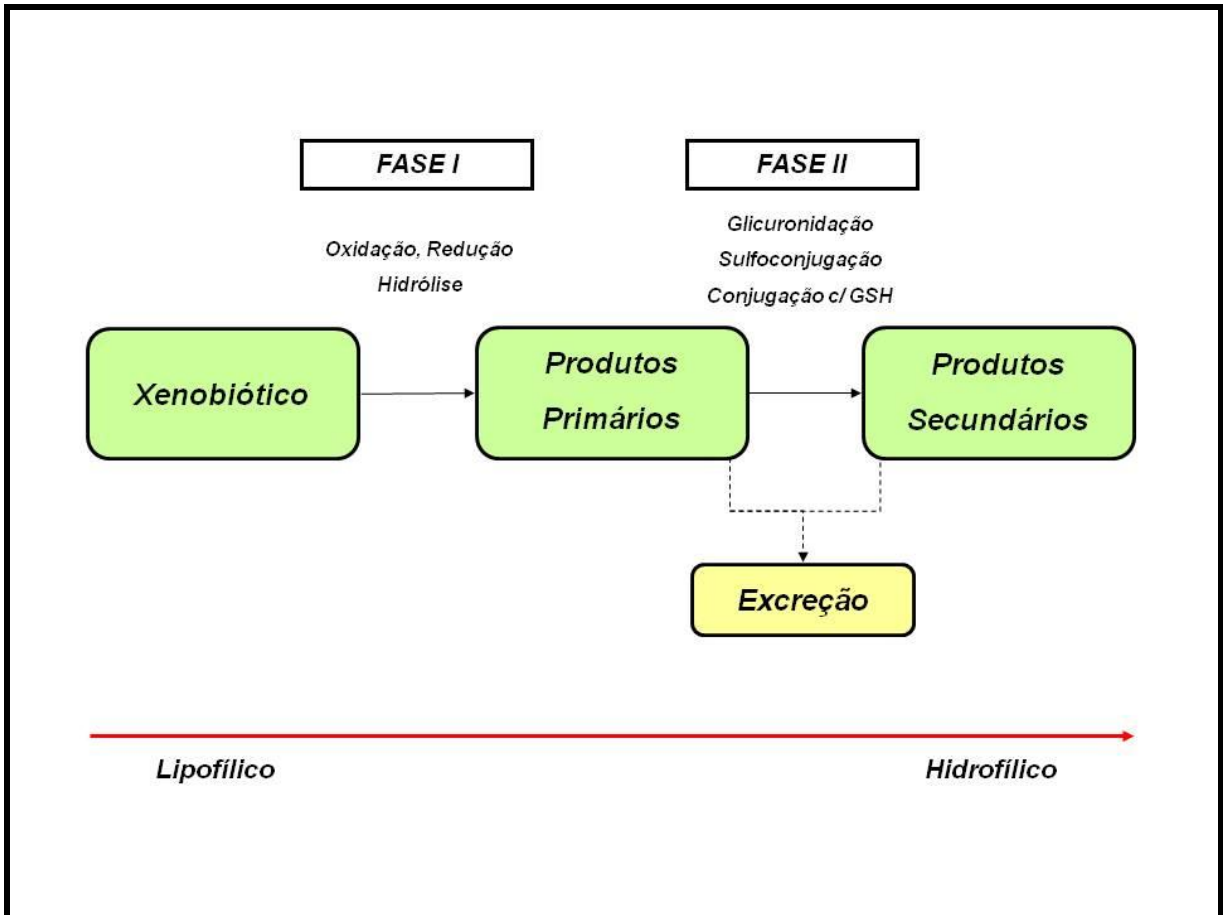 FASE I
FASE II
Oxidação, Redução
Hidrólise
Glicuronidação
Sulfoconjugação
Conjugação c/ GSH
Xenobiótico
Produtos
Primários
Produtos
Secundários
Excreção
Lipofílico
Hidrofílico